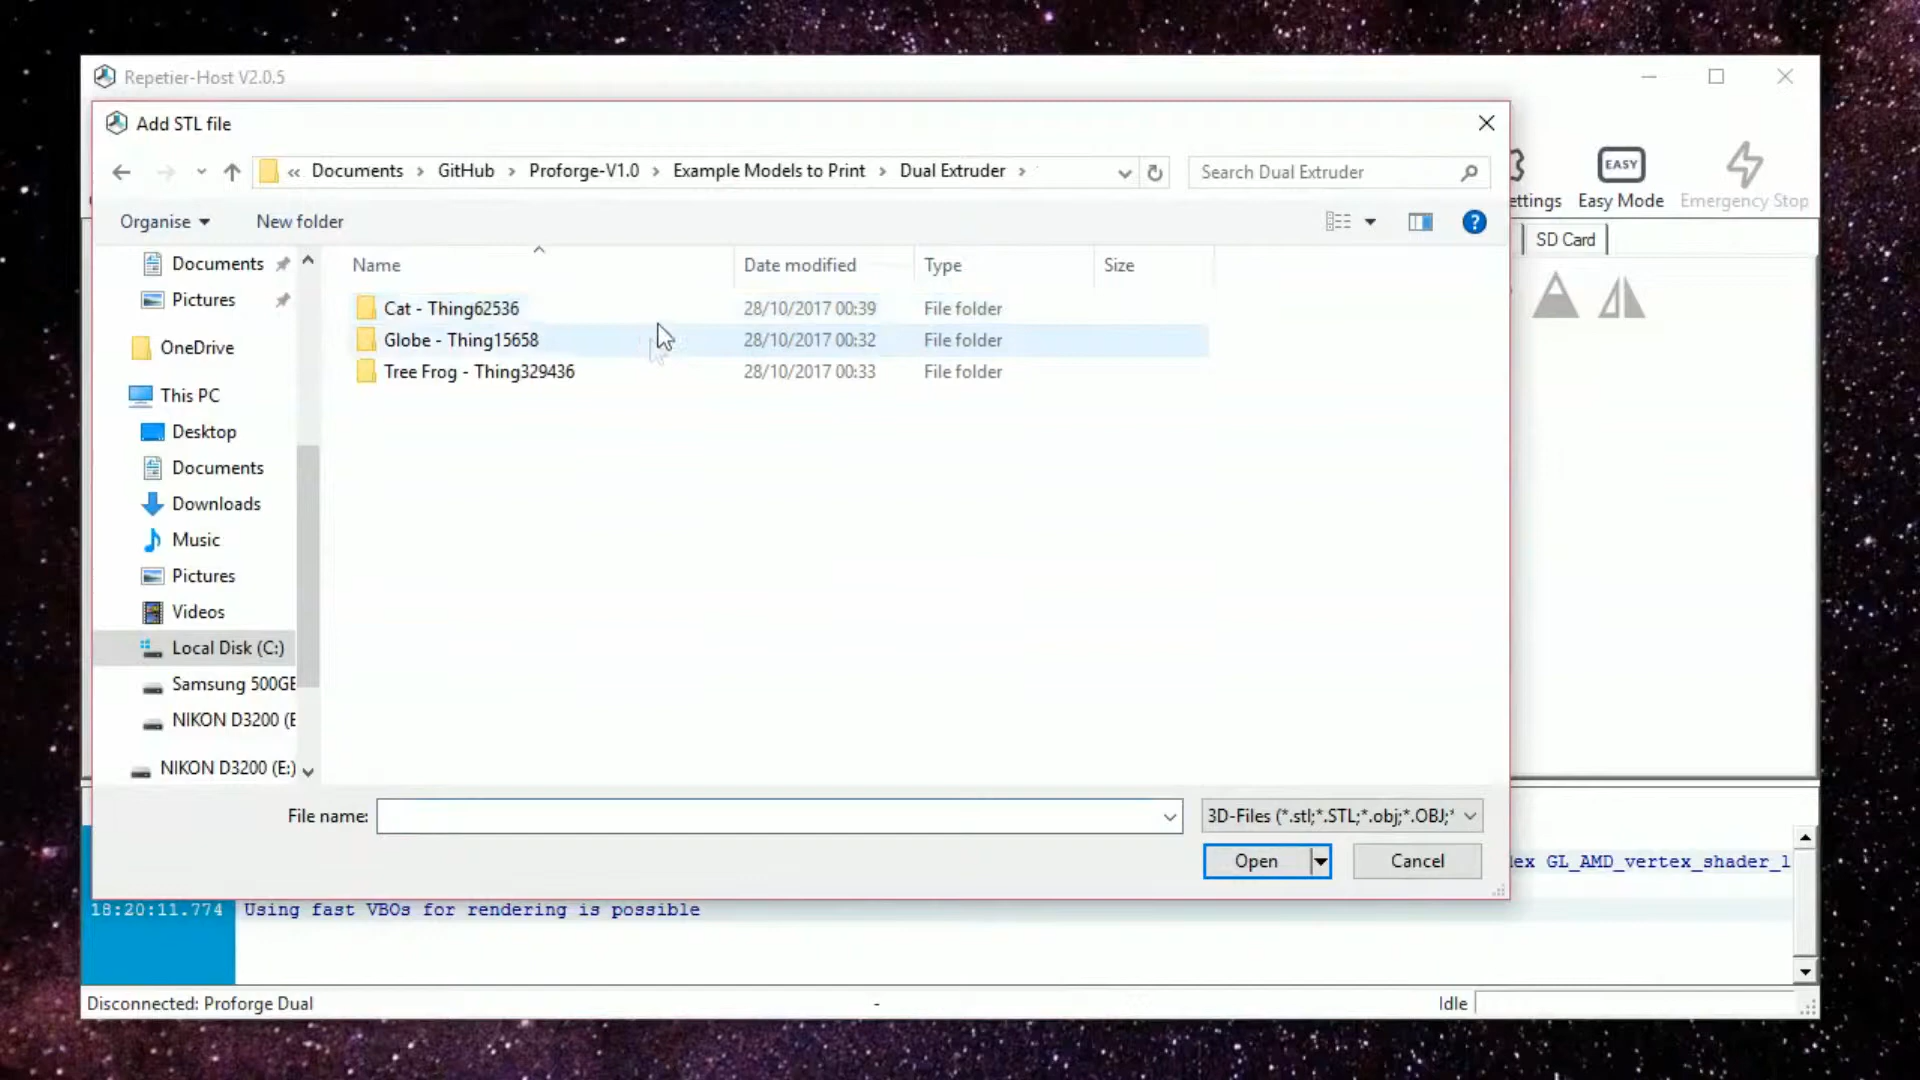 Repetier-Host V2.0.5
Add STL file
« Documents › GitHub › Proforge-V1.0 › Example Models to Print › Dual Extruder ›
Search Dual Extruder
ettings
EASY
Easy Mode
Emergency Stop
Organise
New folder
?
SD Card
Name
Date modified
Type
Size
Cat - Thing62536 28/10/2017 00:39 File folder
Globe - Thing15658 28/10/2017 00:32 File folder
Tree Frog - Thing329436 28/10/2017 00:33 File folder
Documents
Pictures
OneDrive
This PC
Desktop
Documents
Downloads
Music
Pictures
Videos
Local Disk (C:)
Samsung 500GE
NIKON D3200 (E
NIKON D3200 (E:)
File name:
3D-Files (*.stl;*.STL;*.obj;*.OBJ;*
Open
Cancel
ex GL_AMD_vertex_shader_l
18:20:11.774 Using fast VBOs for rendering is possible
Disconnected: Proforge Dual
-
Idle